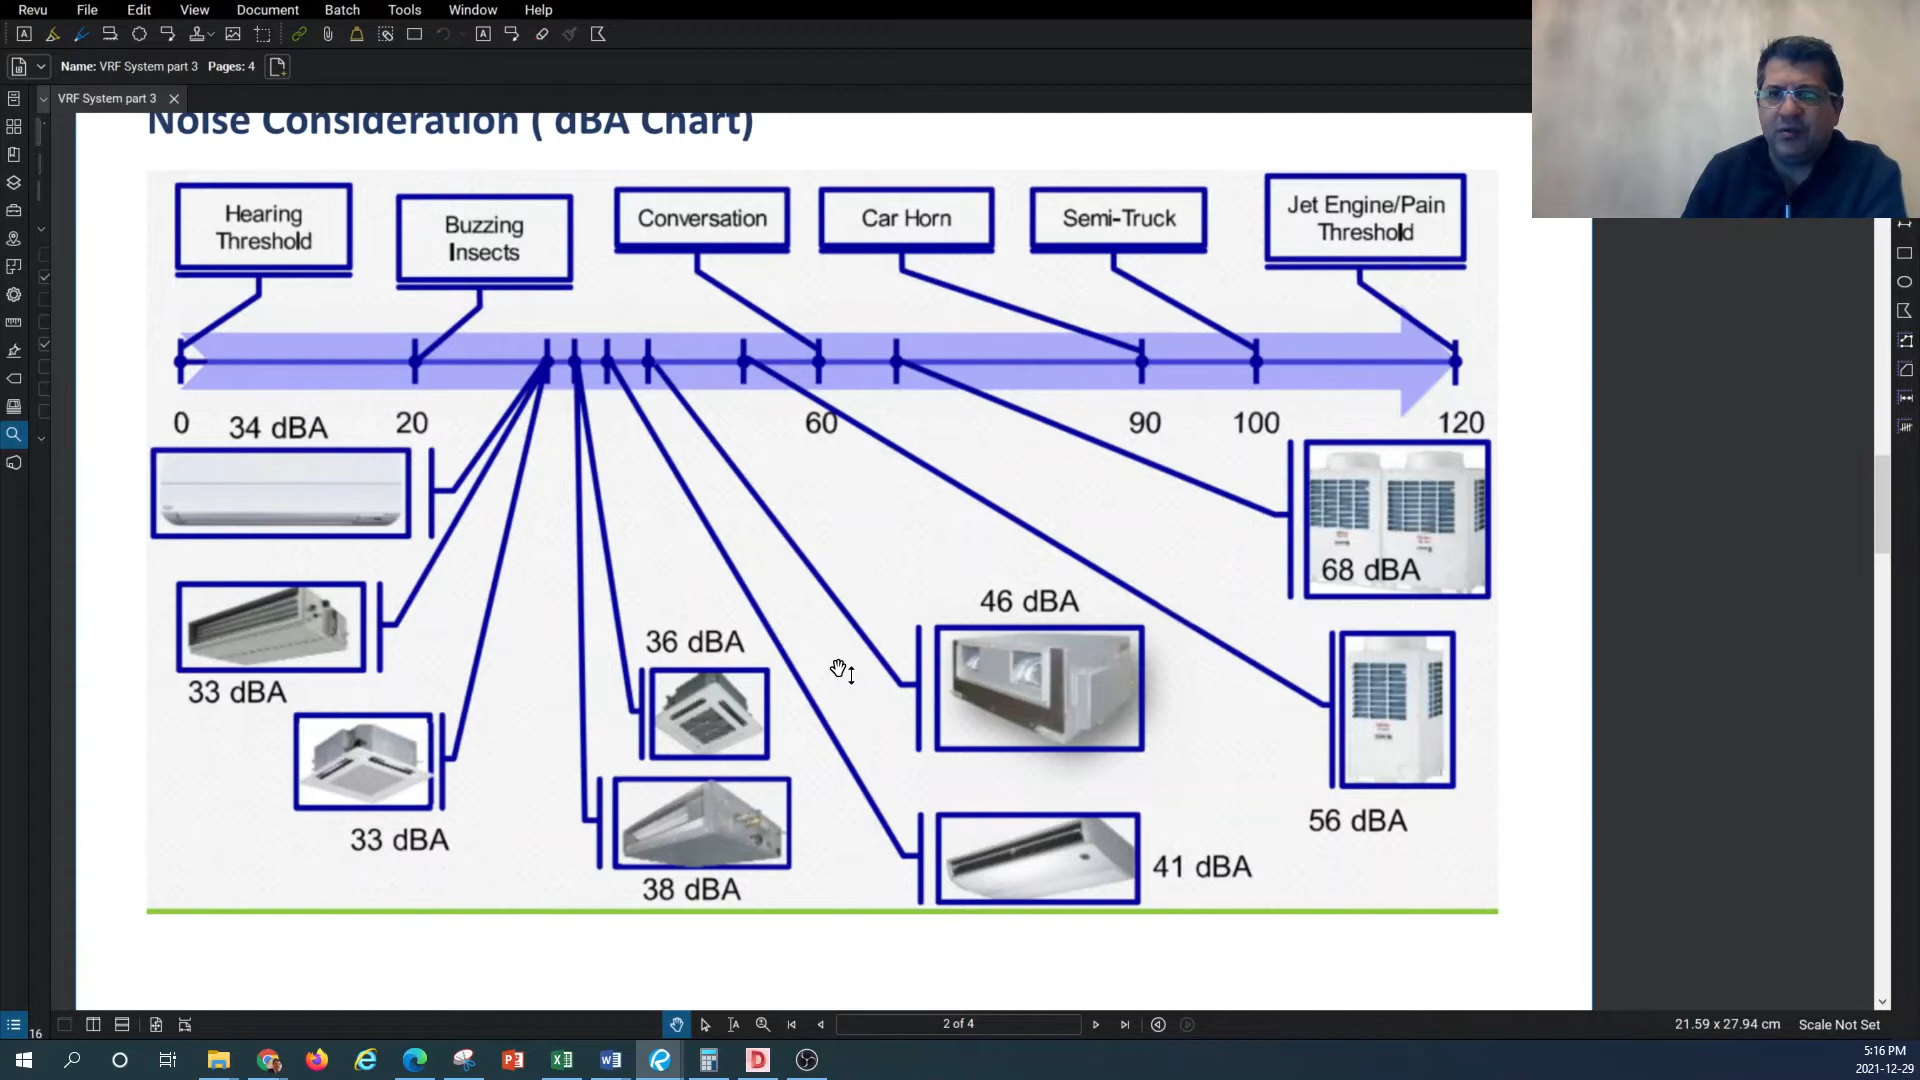 Revu File Edit View Document Batch Tools Window Help
Name: VRF System part 3 Pages: 4
VRF System part 3
Noise Consideration ( dBA Chart)
Hearing
Threshold
Buzzing
Insects
Conversation
Car Horn
Semi-Truck
Jet Engine/Pain
Threshold
0 20 60 90 100 120
34 dBA
68 dBA
46 dBA
36 dBA
33 dBA
56 dBA
33 dBA
41 dBA
38 dBA
16
2 of 4
21.59 x 27.94 cm Scale Not Set
5:16 PM
2021-12-29